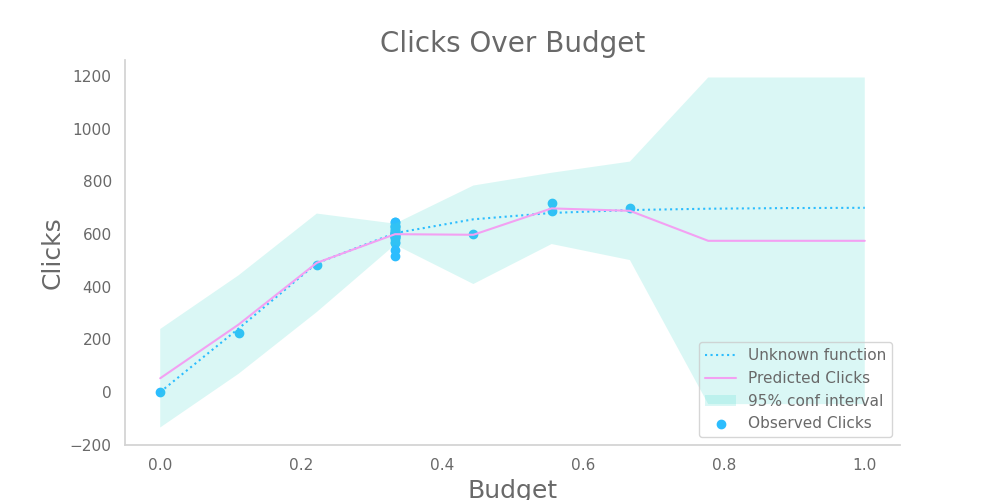 Clicks Over Budget
Clicks
1200
1000
800
600
400
200
0
−200
0.0 0.2 0.4 0.6 0.8 1.0
Budget
Unknown function
Predicted Clicks
95% conf interval
Observed Clicks